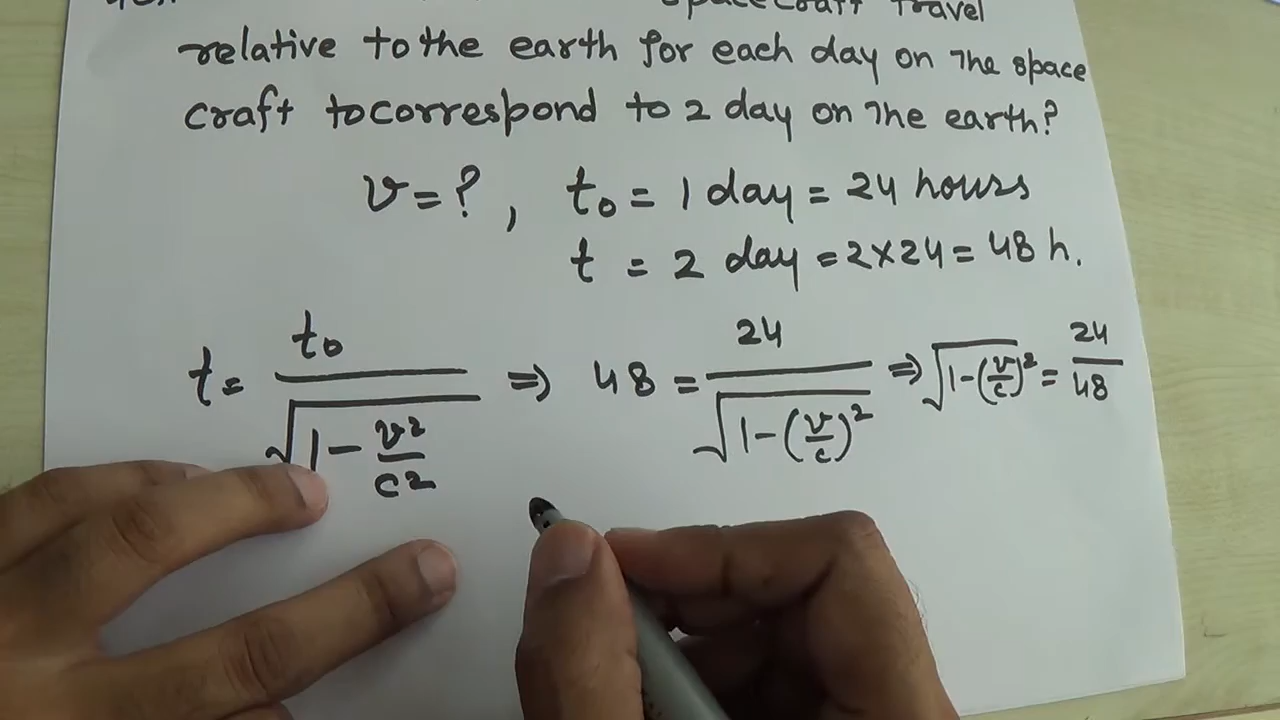 spacecraft travel
relative to the earth for each day on the space
craft to correspond to 2 day on the earth?
v = ? , t₀ = 1 day = 24 hours
t = 2 day = 2×24 = 48 h.
t = t₀ / √(1 - v²/c²) ⇒ 48 = 24 / √(1 - (v/c)²) ⇒ √(1 - (v/c)²) = 24/48